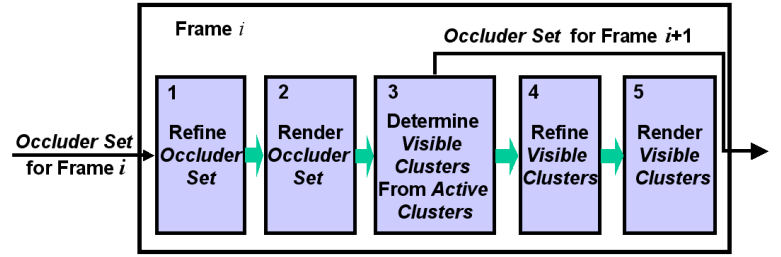 Frame i
Occluder Set for Frame i+1
Occluder Set
for Frame i
1
Refine
Occluder
Set
2
Render
Occluder
Set
3
Determine
Visible
Clusters
From Active
Clusters
4
Refine
Visible
Clusters
5
Render
Visible
Clusters